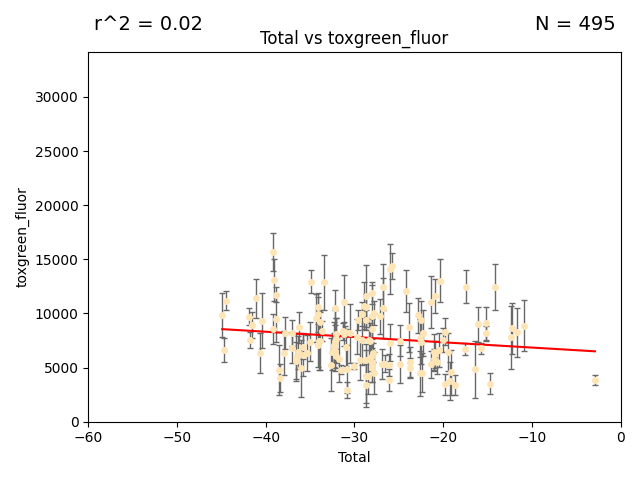 r^2 = 0.02
N = 495
Total vs toxgreen_fluor
toxgreen_fluor
30000
25000
20000
15000
10000
5000
0
−60
−50
−40
−30
−20
−10
0
Total